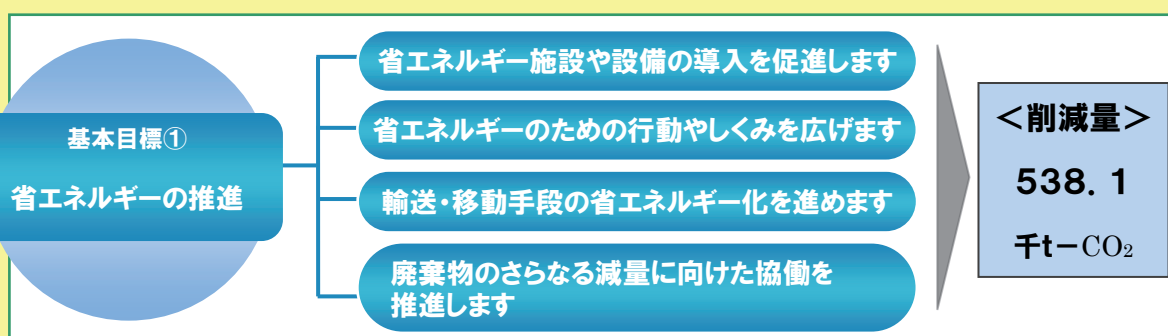 基本目標①
省エネルギーの推進
省エネルギー施設や設備の導入を促進します
省エネルギーのための行動やしくみを広げます
輸送・移動手段の省エネルギー化を進めます
廃棄物のさらなる減量に向けた協働を
推進します
＜削減量＞
538.1
千t－CO₂